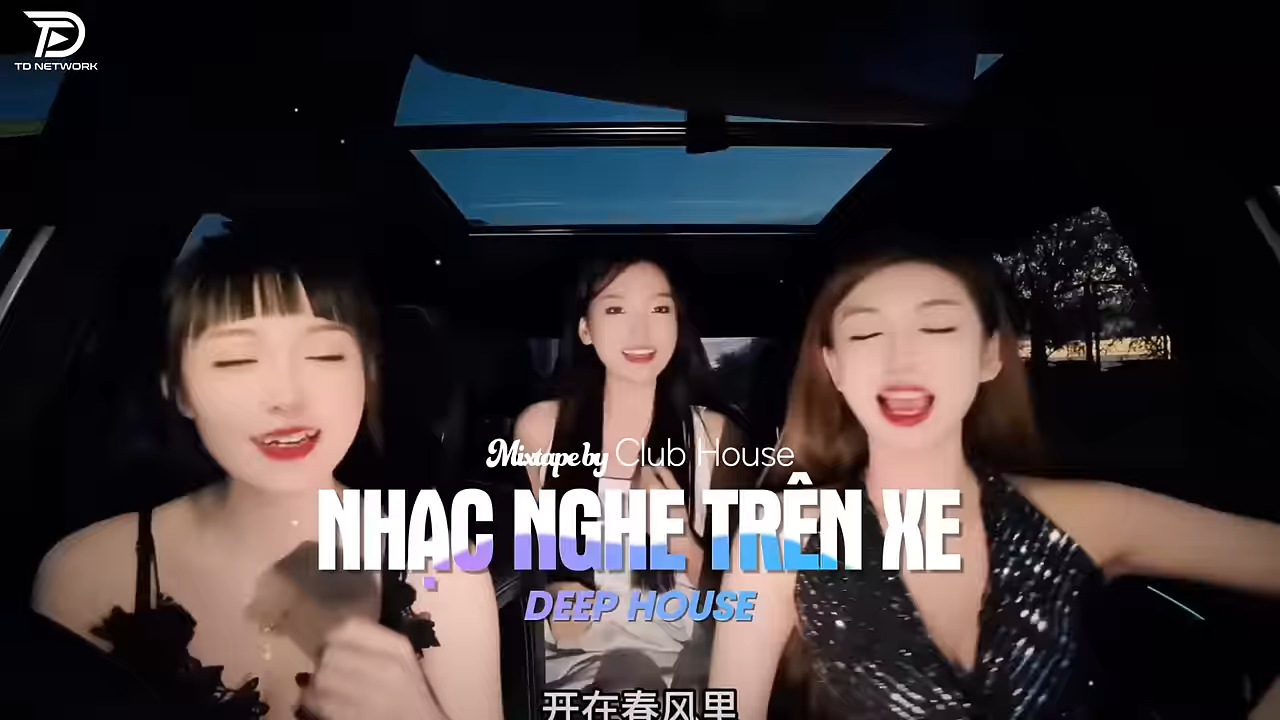 TD NETWORK
Mixtape by Club House
NHẠC NGHE TRÊN XE
DEEP HOUSE
开在春风里